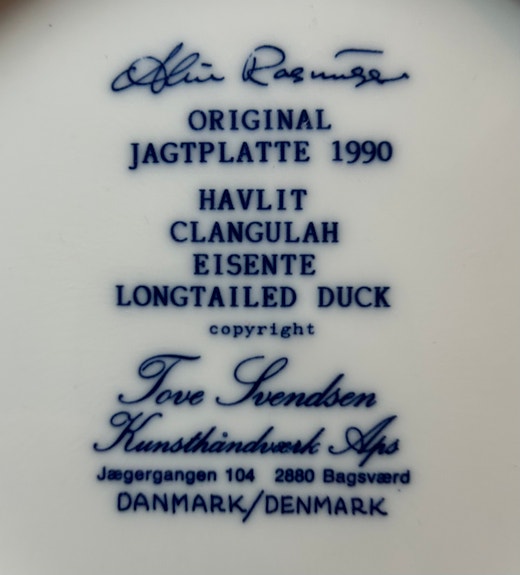 Rasmussen
ORIGINAL
JAGTPLATTE 1990
HAVLIT
CLANGULAH
EISENTE
LONGTAILED DUCK
copyright
Tove Svendsen
Kunsthåndværk Aps
Jægergangen 104 2880 Bagsværd
DANMARK/DENMARK